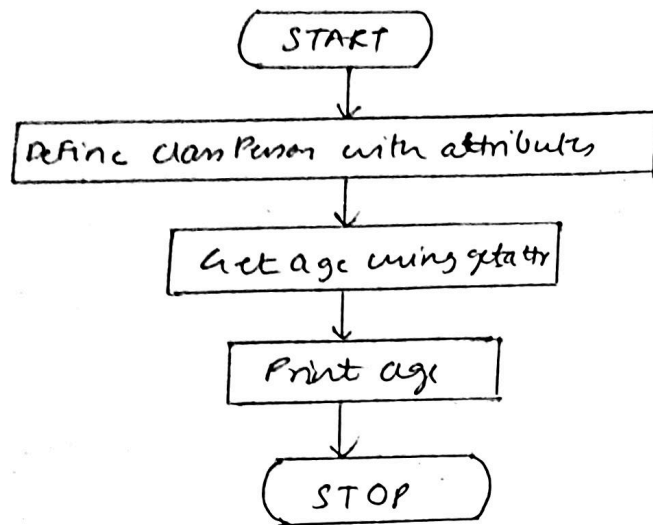 START
Define class Person with attributes
Get age using getattr
Print age
STOP